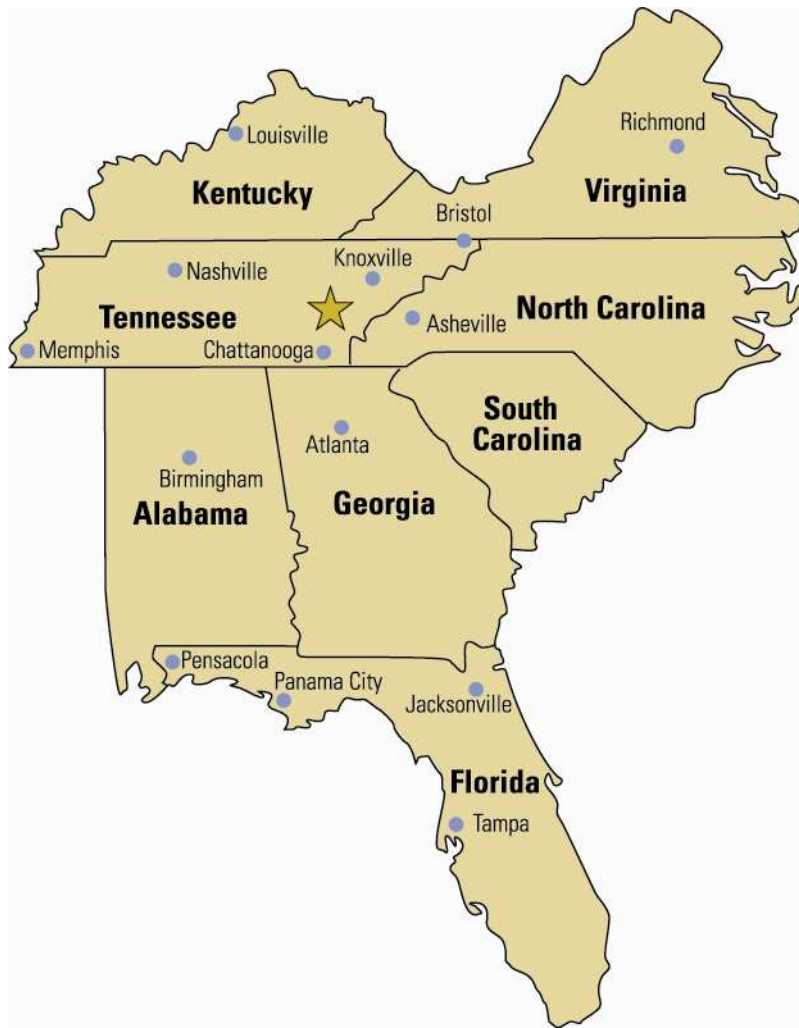 Louisville
Richmond
Kentucky
Virginia
Bristol
Nashville
Knoxville
Tennessee
North Carolina
Asheville
Memphis
Chattanooga
South
Carolina
Atlanta
Birmingham
Alabama
Georgia
Pensacola
Panama City
Jacksonville
Florida
Tampa